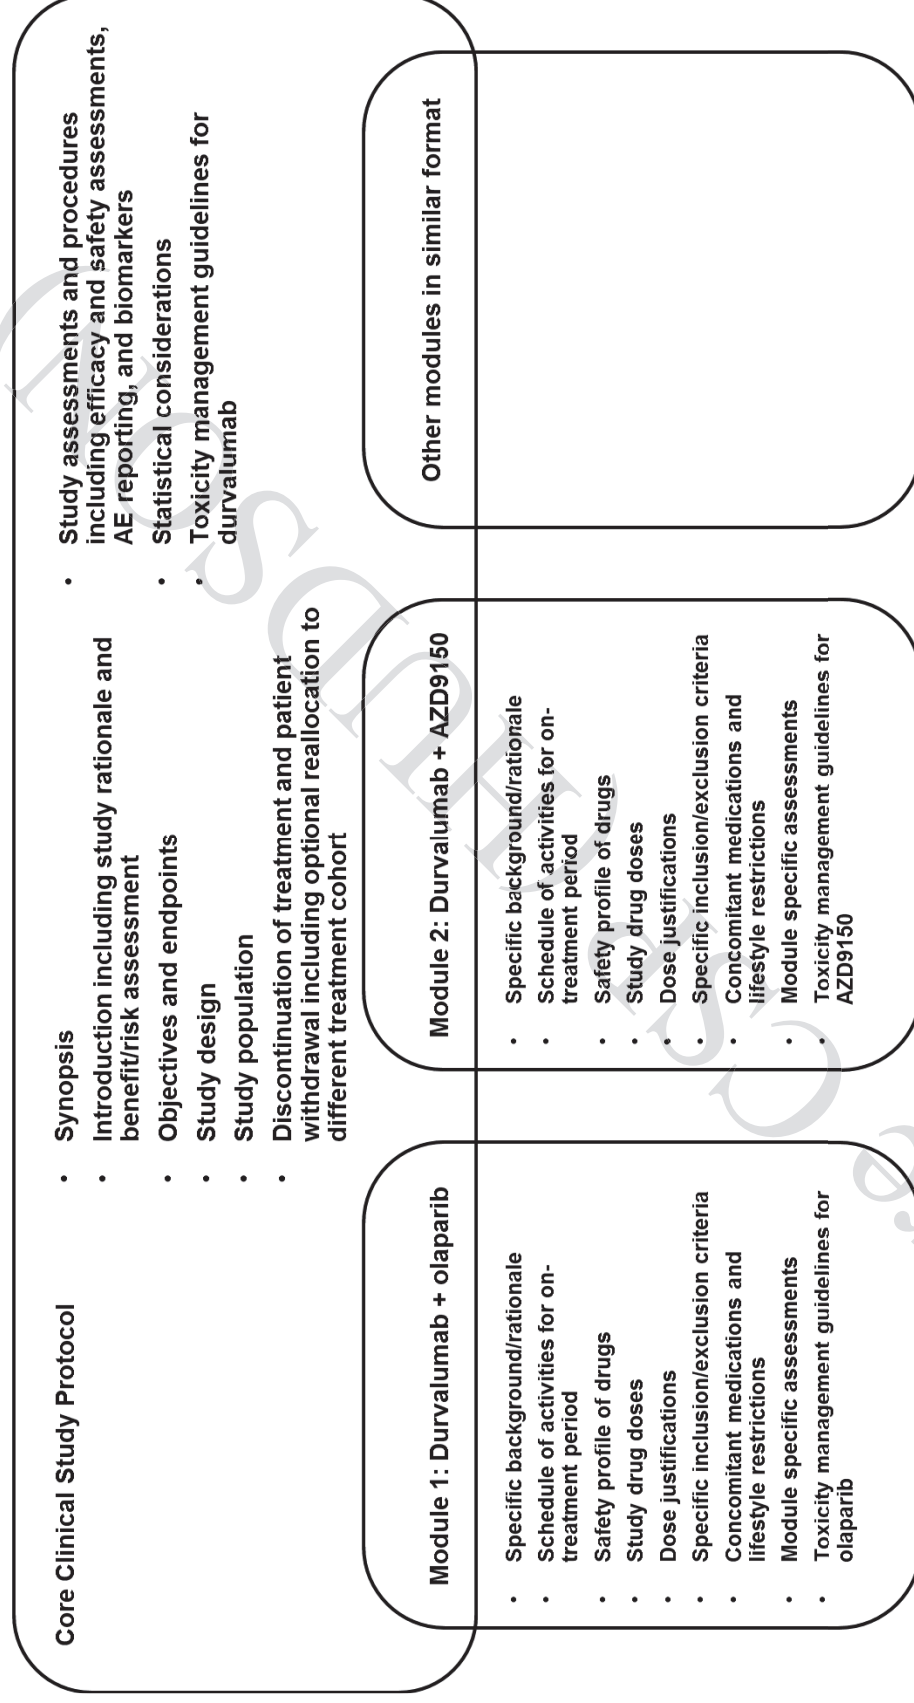 Core Clinical Study Protocol
• Synopsis
• Introduction including study rationale and
benefit/risk assessment
• Objectives and endpoints
• Study design
• Study population
• Discontinuation of treatment and patient
withdrawal including optional reallocation to
different treatment cohort
• Study assessments and procedures
including efficacy and safety assessments,
AE reporting, and biomarkers
• Statistical considerations
• Toxicity management guidelines for
durvalumab
Module 1: Durvalumab + olaparib
• Specific background/rationale
• Schedule of activities for on-
treatment period
• Safety profile of drugs
• Study drug doses
• Dose justifications
• Specific inclusion/exclusion criteria
• Concomitant medications and
lifestyle restrictions
• Module specific assessments
• Toxicity management guidelines for
olaparib
Module 2: Durvalumab + AZD9150
• Specific background/rationale
• Schedule of activities for on-
treatment period
• Safety profile of drugs
• Study drug doses
• Dose justifications
• Specific inclusion/exclusion criteria
• Concomitant medications and
lifestyle restrictions
• Module specific assessments
• Toxicity management guidelines for
AZD9150
Other modules in similar format
CSP (HUDSON)